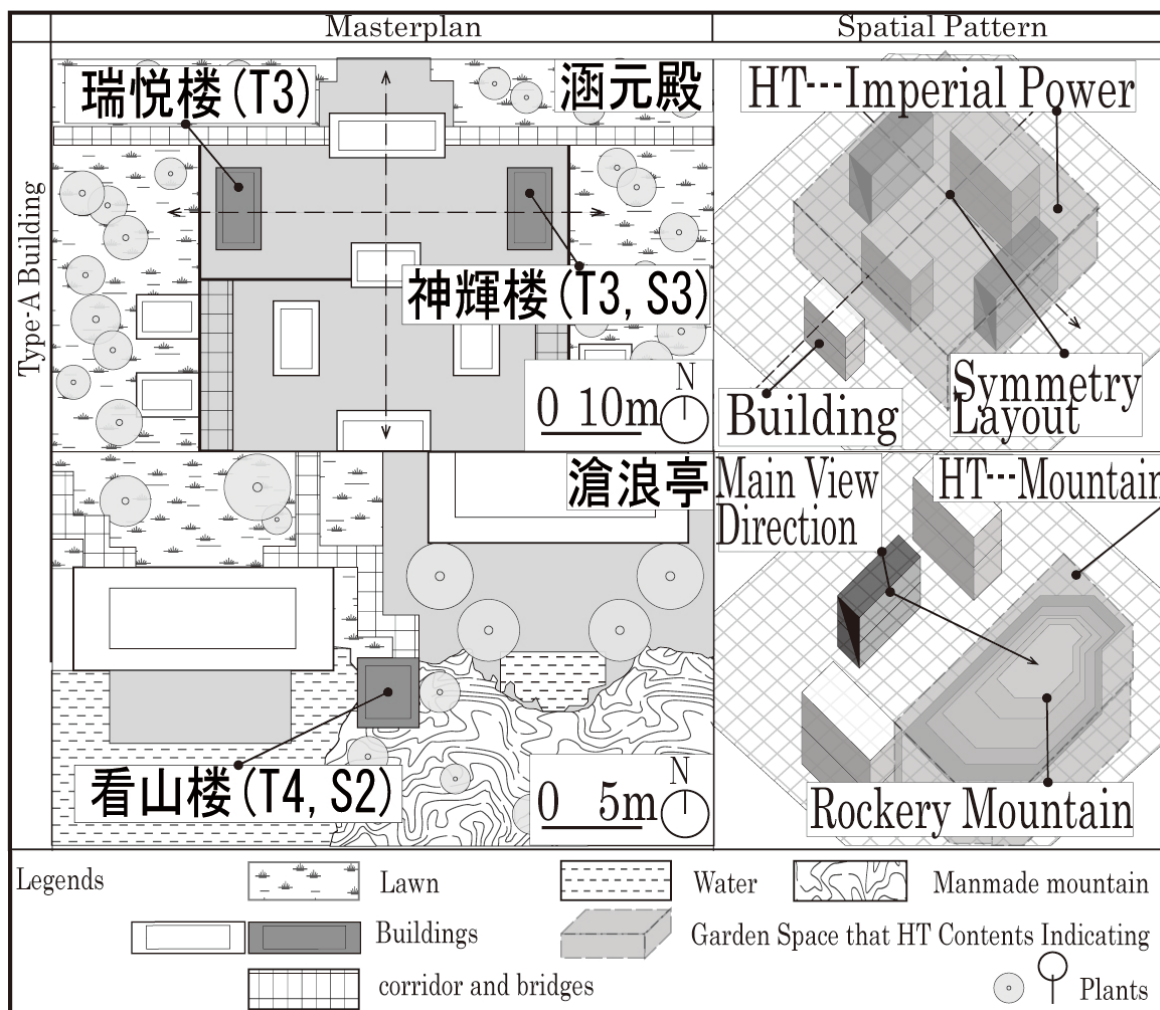 Masterplan
Spatial Pattern
Type-A Building
瑞悦楼(T3)
涵元殿
神輝楼(T3, S3)
0 10m
N
HT---Imperial Power
Building
Symmetry
Layout
滄浪亭
看山楼(T4, S2)
0 5m
N
Main View
Direction
HT---Mountain
Rockery Mountain
Legends
Lawn
Water
Manmade mountain
Buildings
Garden Space that HT Contents Indicating
corridor and bridges
Plants